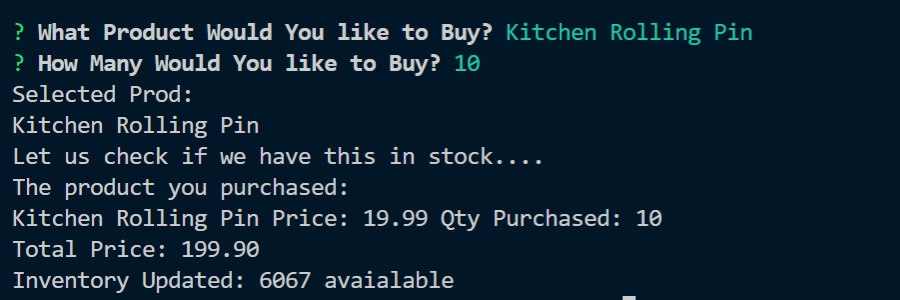 ? What Product Would You like to Buy? Kitchen Rolling Pin
? How Many Would You like to Buy? 10
Selected Prod:
Kitchen Rolling Pin
Let us check if we have this in stock....
The product you purchased:
Kitchen Rolling Pin Price: 19.99 Qty Purchased: 10
Total Price: 199.90
Inventory Updated: 6067 avaialable